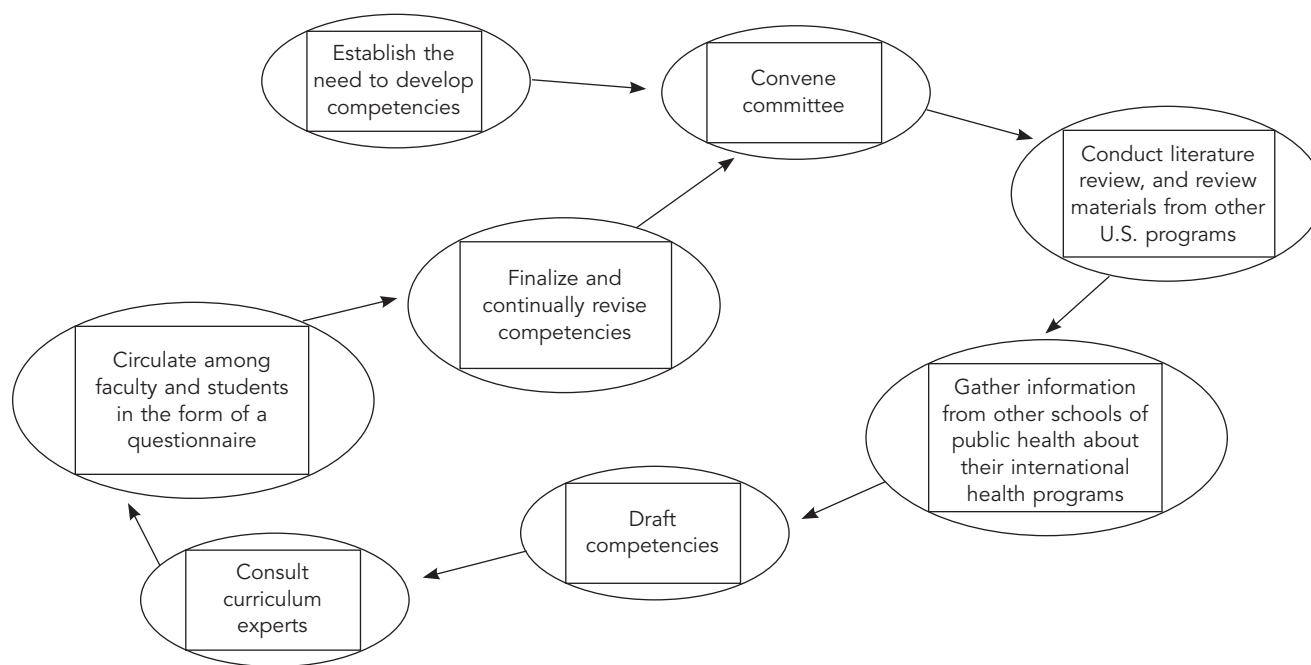 Establish the
need to develop
competencies
Convene
committee
Conduct literature
review, and review
materials from other
U.S. programs
Gather information
from other schools of
public health about
their international
health programs
Draft
competencies
Consult
curriculum
experts
Circulate among
faculty and students
in the form of a
questionnaire
Finalize and
continually revise
competencies